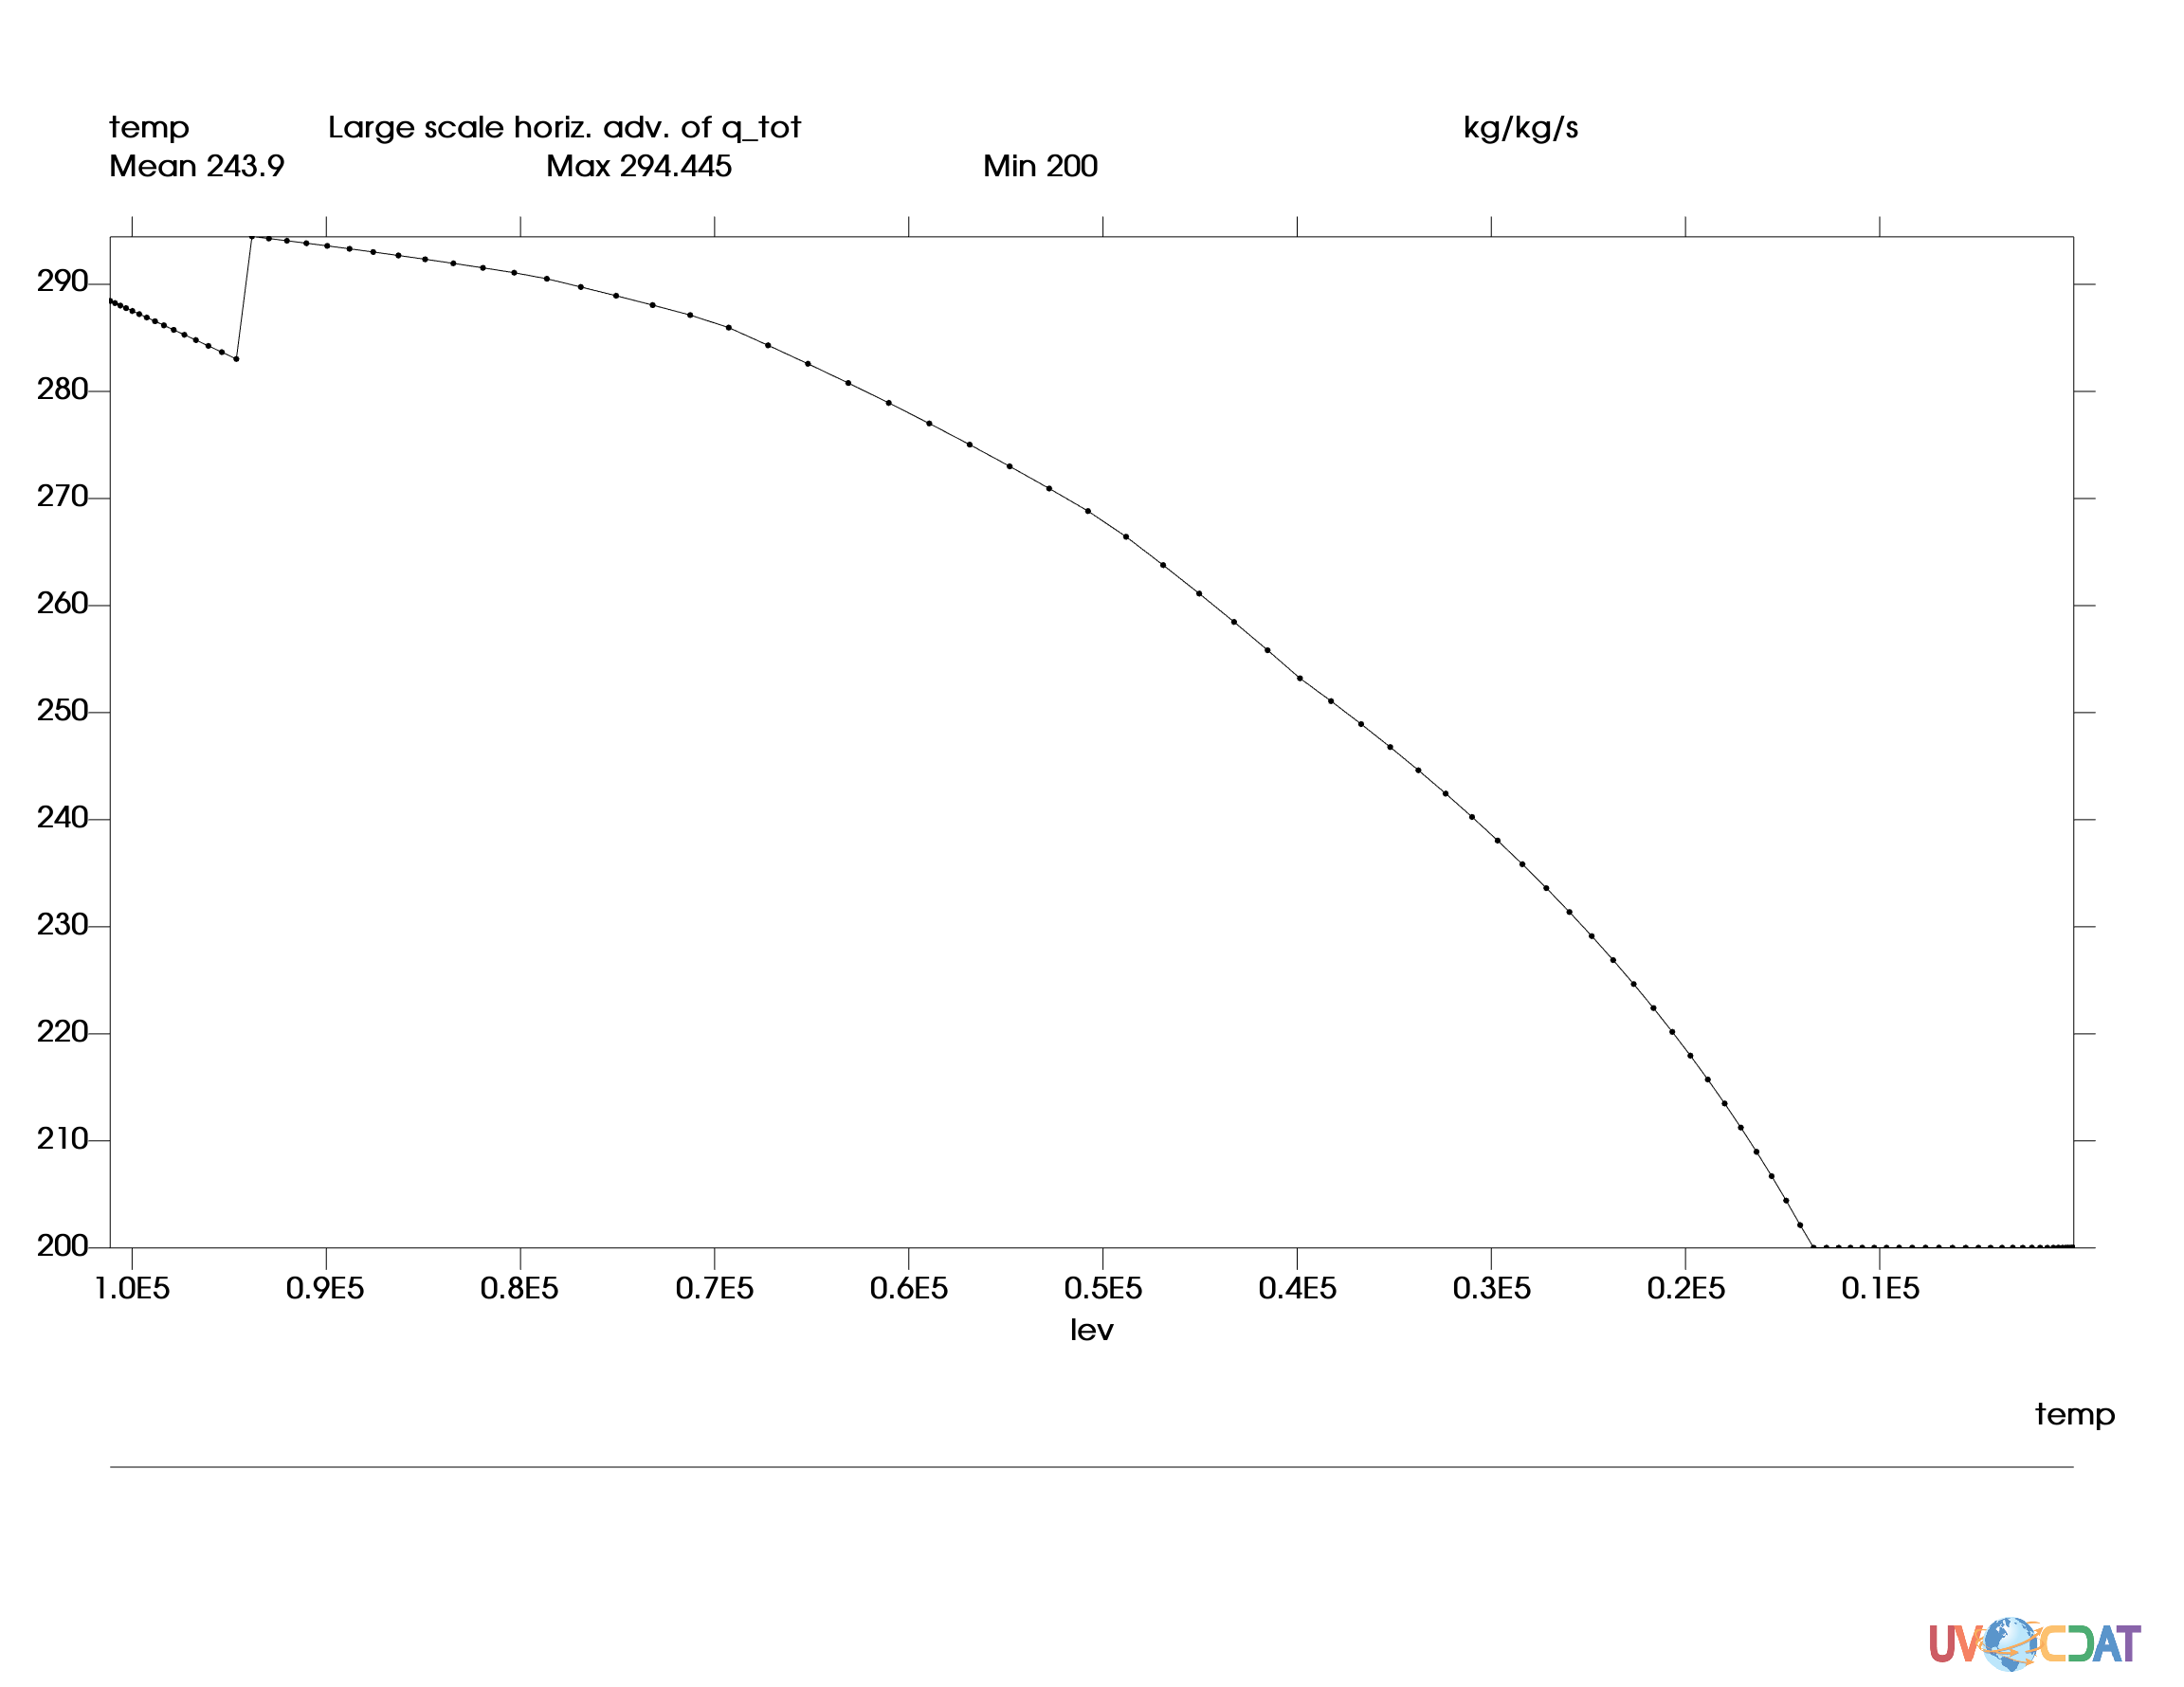 temp Large scale horiz. adv. of q_tot kg/kg/s
Mean 243.9 Max 294.445 Min 200
290
280
270
260
250
240
230
220
210
200
1.0E5 0.9E5 0.8E5 0.7E5 0.6E5 0.5E5 0.4E5 0.3E5 0.2E5 0.1E5
lev
temp
UV CDAT